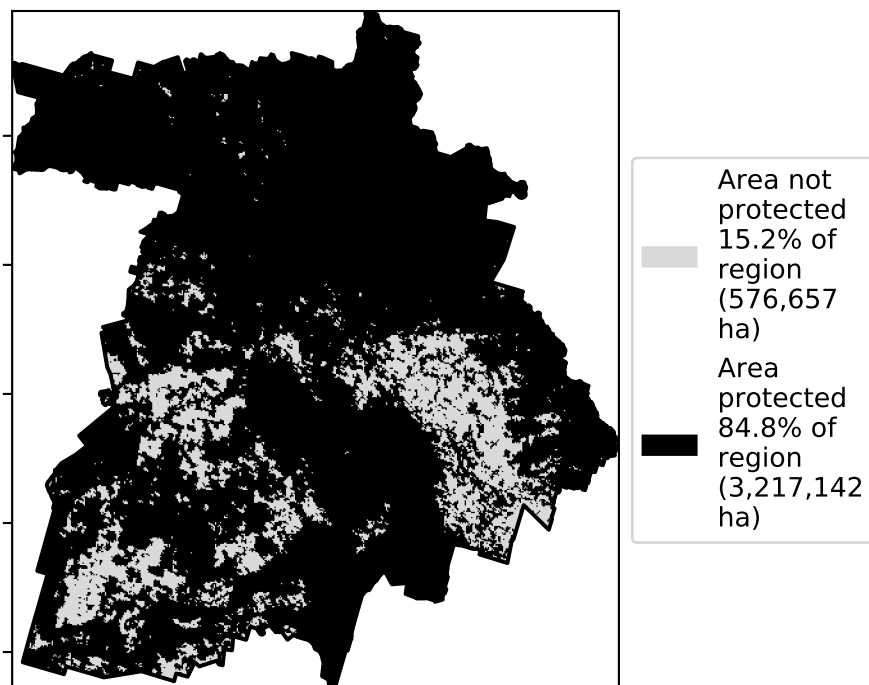 Area not
protected
15.2% of
region
(576,657
ha)
Area
protected
84.8% of
region
(3,217,142
ha)